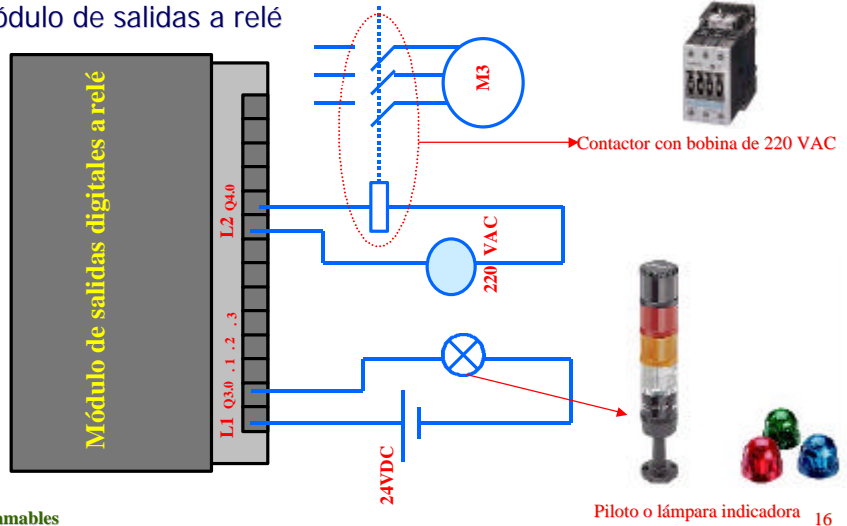 ódulo de salidas a relé
Módulo de salidas digitales a relé
L2 Q4.0
L1 Q3.0 . 1 . 2 . 3
M3
Contactor con bobina de 220 VAC
220 VAC
24VDC
Piloto o lámpara indicadora
amables
16